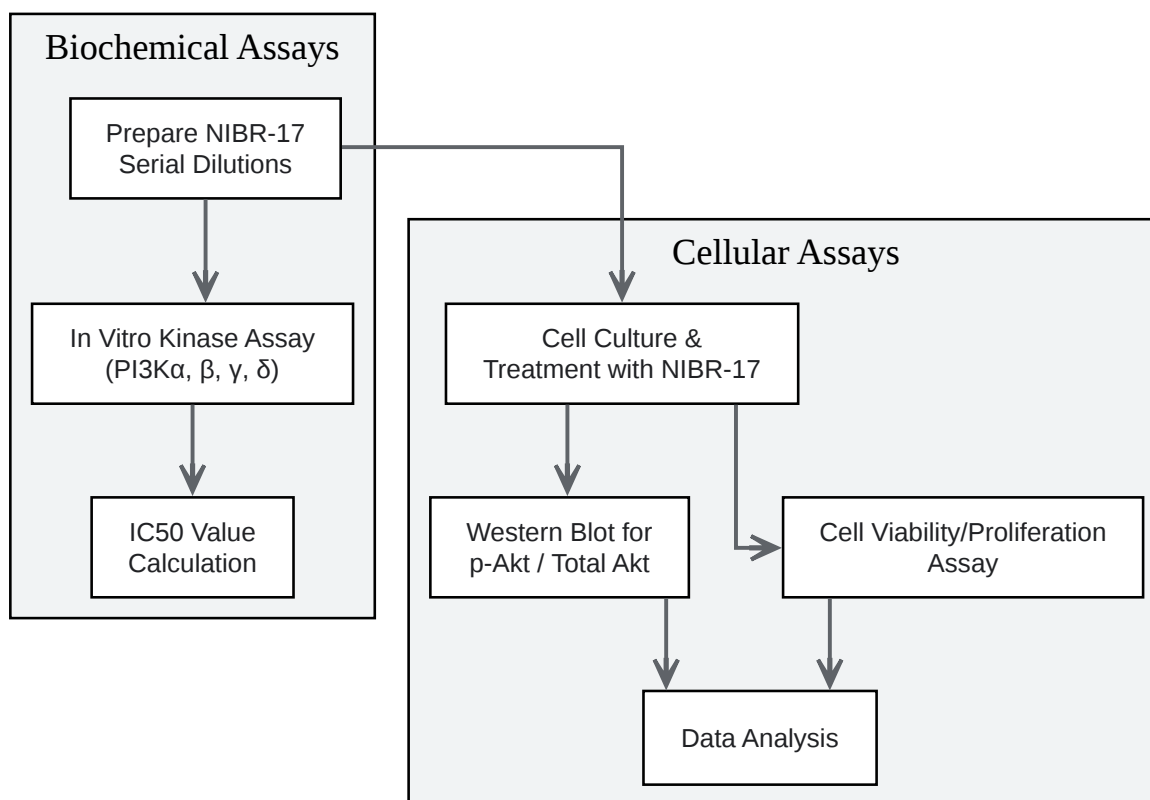 Biochemical Assays
Prepare NIBR-17
Serial Dilutions
In Vitro Kinase Assay
(PI3Kα, β, γ, δ)
IC50 Value
Calculation
Cellular Assays
Cell Culture &
Treatment with NIBR-17
Western Blot for
p-Akt / Total Akt
Cell Viability/Proliferation
Assay
Data Analysis